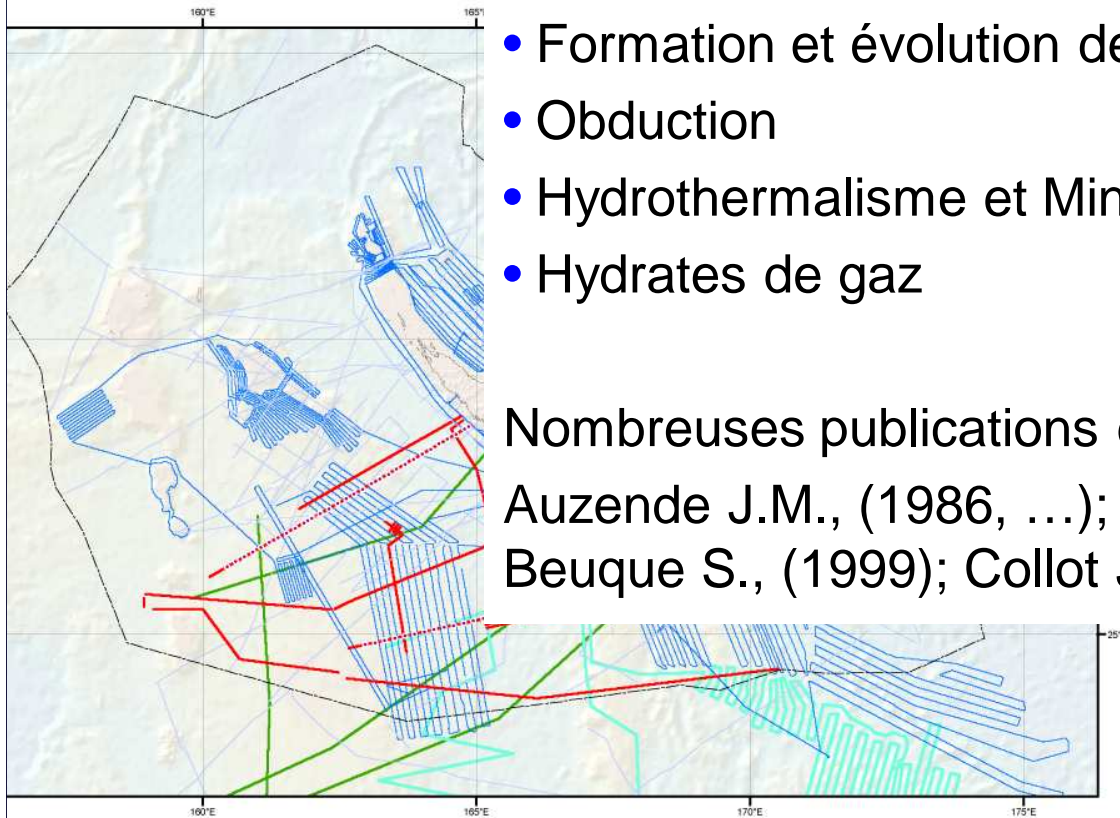 160°E 165°
• Formation et évolution de
• Obduction
• Hydrothermalisme et Min
• Hydrates de gaz
Nombreuses publications
Auzende J.M., (1986, …);
Beuque S., (1999); Collot
25°
160°E 165°E 170°E 175°E